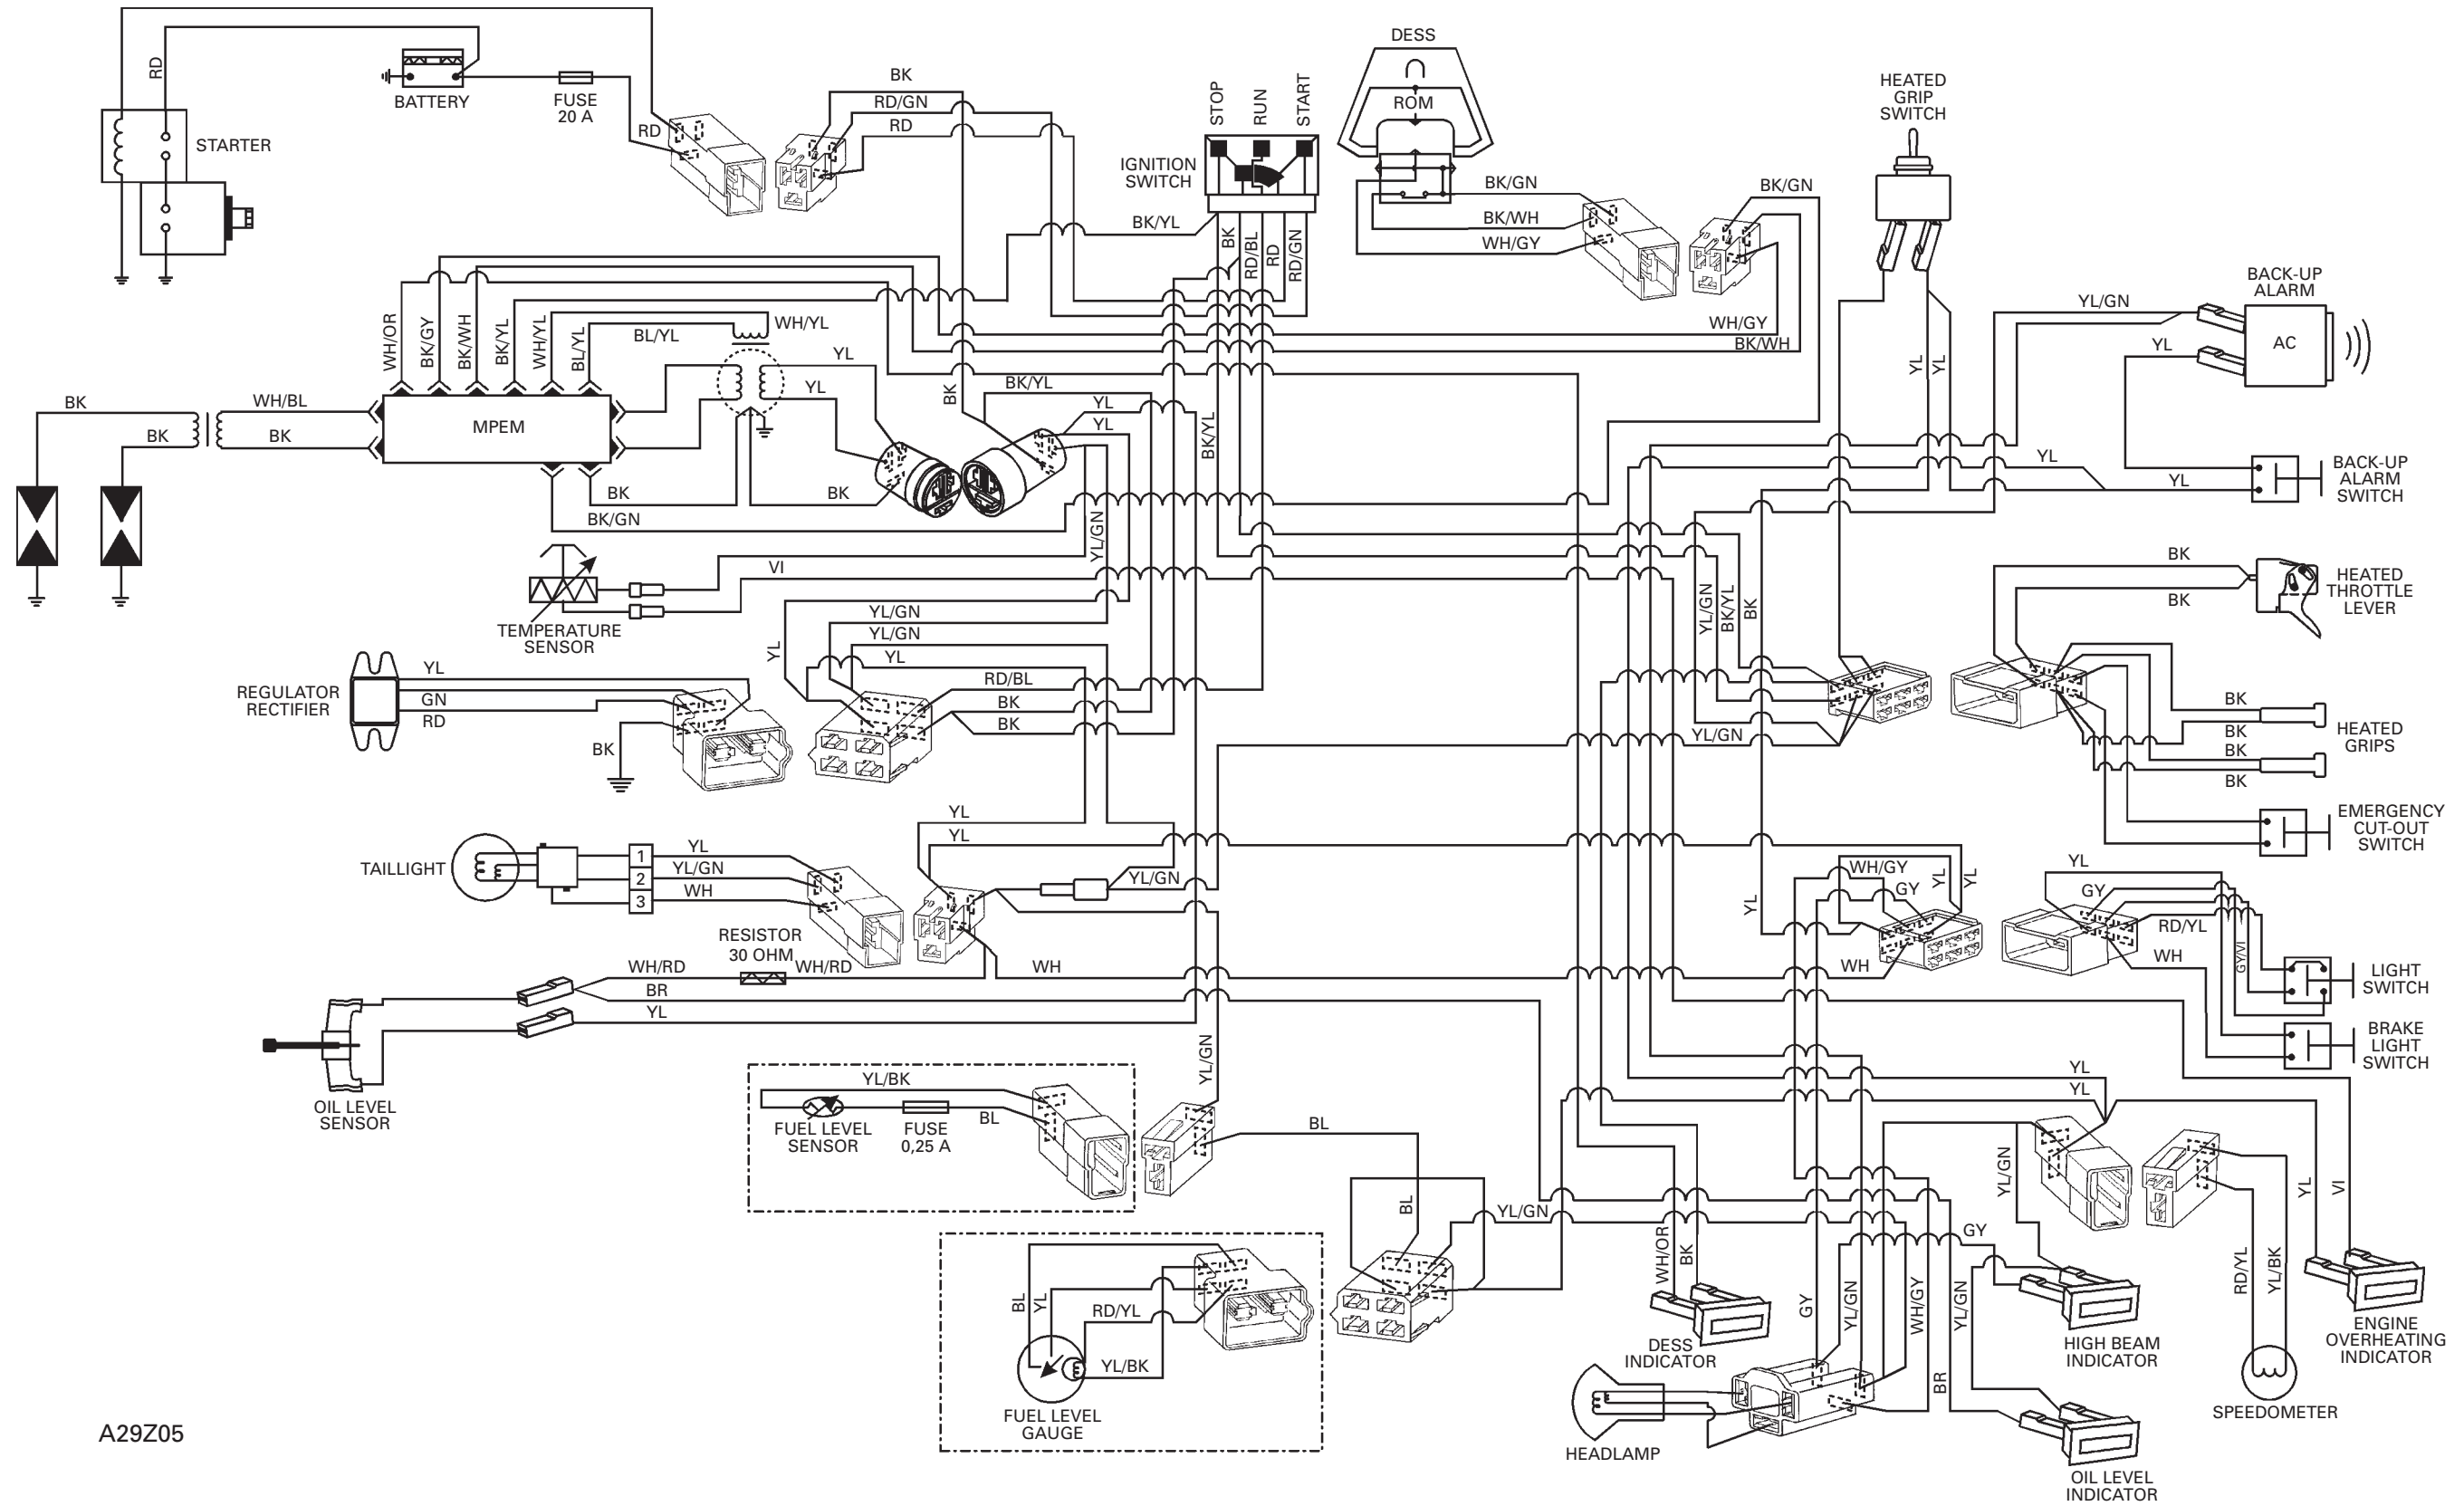 DESS
ROM
HEATED
GRIP
SWITCH
STOP
RUN
START
IGNITION
SWITCH
RD
BATTERY
FUSE
20 A
RD
STARTER
BK
RD/GN
RD
BK/YL
BK
RD/BL
RD
RD/GN
BK/GN
BK/WH
WH/GY
BK/GN
WH/GY
BK/WH
BACK-UP
ALARM
YL/GN
YL
AC
YL
YL
WH/OR
BK/GY
BK/WH
BK/YL
WH/YL
BL/YL
BL/YL
WH/YL
YL
YL
BK
WH/BL
BK
BK
MPEM
BK
BK
BK/GN
BK
BK/YL
YL
YL
BK/YL
YL/GN
YL
YL
BACK-UP
ALARM
SWITCH
BK
BK
HEATED
THROTTLE
LEVER
YL/GN
BK/YL
BK
VI
TEMPERATURE
SENSOR
YL/GN
YL/GN
YL
YL
RD/BL
BK
BK
REGULATOR
RECTIFIER
YL
GN
RD
BK
YL/GN
BK
BK
BK
BK
HEATED
GRIPS
EMERGENCY
CUT-OUT
SWITCH
YL
YL
TAILLIGHT
1
2
3
YL
YL/GN
WH
YL/GN
WH/GY
GY
YL
YL
YL
WH
YL
GY
RD/YL
WH
GY/VI
LIGHT
SWITCH
BRAKE
LIGHT
SWITCH
RESISTOR
30 OHM
WH/RD
WH/RD
BR
YL
WH
OIL LEVEL
SENSOR
YL/GN
YL/BK
FUEL LEVEL
SENSOR
FUSE
0,25 A
BL
BL
BL
YL/GN
YL
YL
YL/GN
YL
VI
GY
RD/YL
YL/BK
WH/OR
BK
GY
YL/GN
WH/GY
BR
YL/GN
BL
YL
RD/YL
YL/BK
FUEL LEVEL
GAUGE
DESS
INDICATOR
HEADLAMP
HIGH BEAM
INDICATOR
ENGINE
OVERHEATING
INDICATOR
SPEEDOMETER
OIL LEVEL
INDICATOR
A29Z05